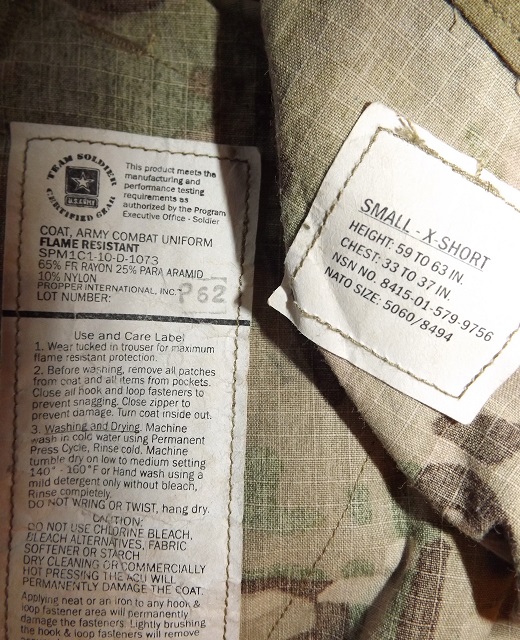 TEAM SOLDIER
U.S. ARMY
CERTIFIED GEAR
This product meets the
manufacturing and
performance testing
requirements as
authorized by the Program
Executive Office - Soldier
COAT, ARMY COMBAT UNIFORM
FLAME RESISTANT
SPM1C1-10-D-1073
65% FR RAYON 25% PARA ARAMID
10% NYLON
PROPPER INTERNATIONAL, INC.
LOT NUMBER:
P62
Use and Care Label
1. Wear tucked in trouser for maximum
flame resistant protection.
2. Before washing, remove all patches
from coat and all items from pockets.
Close all hook and loop fasteners to
prevent snagging. Close zipper to
prevent damage. Turn coat inside out.
3. Washing and Drying. Machine
wash in cold water using Permanent
Press Cycle, Rinse cold. Machine
tumble dry on low to medium setting
140° - 160°F or Hand wash using a
mild detergent only without bleach,
Rinse completely.
DO NOT WRING OR TWIST, hang dry.
CAUTION:
DO NOT USE CHLORINE BLEACH,
BLEACH ALTERNATIVES, FABRIC
SOFTENER OR STARCH
DRY CLEANING OR COMMERCIALLY
HOT PRESSING THE ACU WILL
PERMANENTLY DAMAGE THE COAT.
Applying heat or an iron to any hook &
loop fastener area will permanently
damage the fasteners. Lightly brushing
the hook & loop fasteners will remove
SMALL - X-SHORT
HEIGHT: 59 TO 63 IN.
CHEST: 33 TO 37 IN.
NSN NO. 8415-01-579-9756
NATO SIZE: 5060/8494